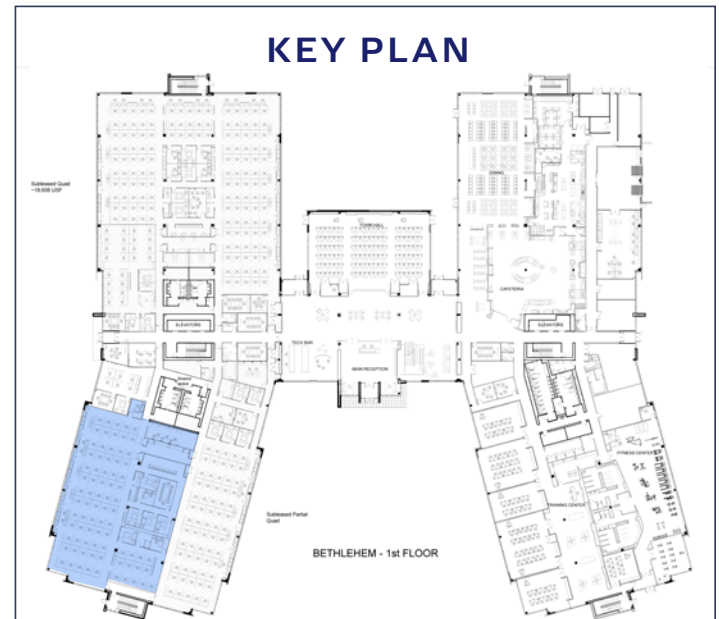 KEY PLAN
Subleased Quad
~18,608 USF
DINING
TOWN HALL
CAFETERIA
ELEVATORS
ELEVATORS
TECH BAR
MAIN RECEPTION
FITNESS CENTER
TRAINING CENTER
Subleased Partial
Quad
BETHLEHEM - 1st FLOOR